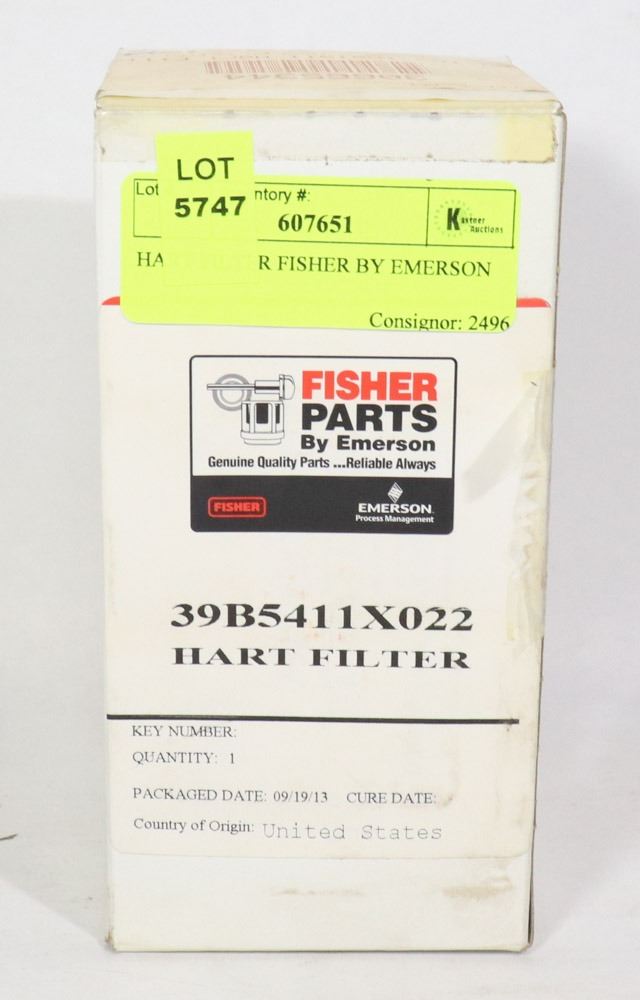 LOT
5747
Lot
ntory #:
607651
Kastner
Auctions
HA R FISHER BY EMERSON
Consignor: 2496
FISHER
PARTS
By Emerson
Genuine Quality Parts ...Reliable Always
FISHER
EMERSON
Process Management
39B5411X022
HART FILTER
KEY NUMBER:
QUANTITY: 1
PACKAGED DATE: 09/19/13 CURE DATE:
Country of Origin: United States